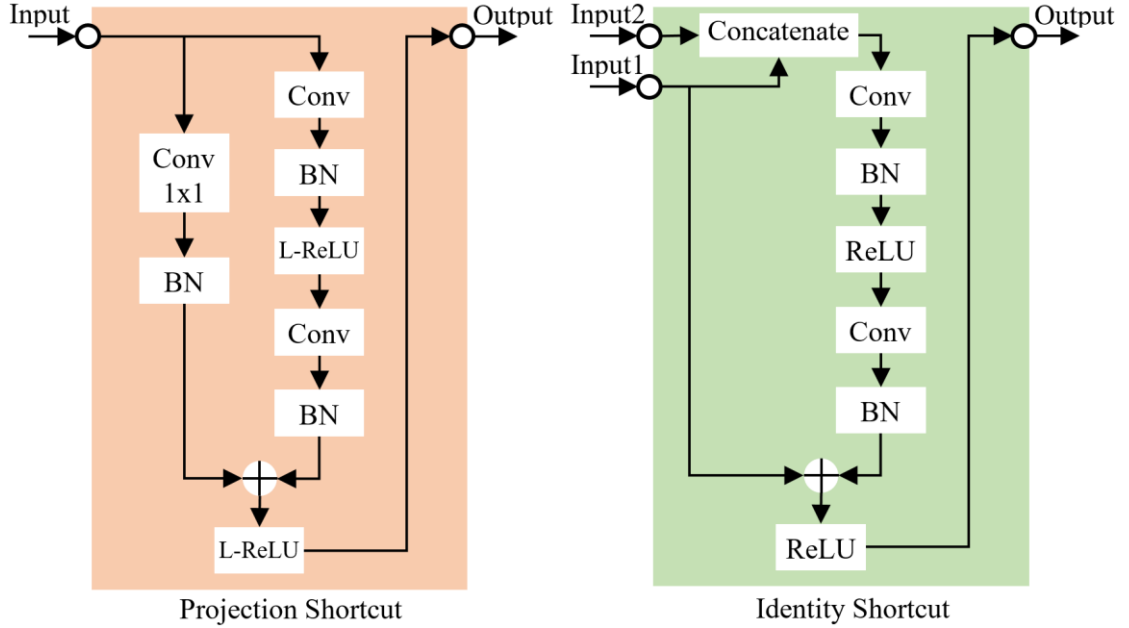 Input
Output
Conv
Conv
1x1
BN
L-ReLU
BN
Conv
BN
L-ReLU
Projection Shortcut
Input2
Input1
Concatenate
Output
Conv
BN
ReLU
Conv
BN
ReLU
Identity Shortcut